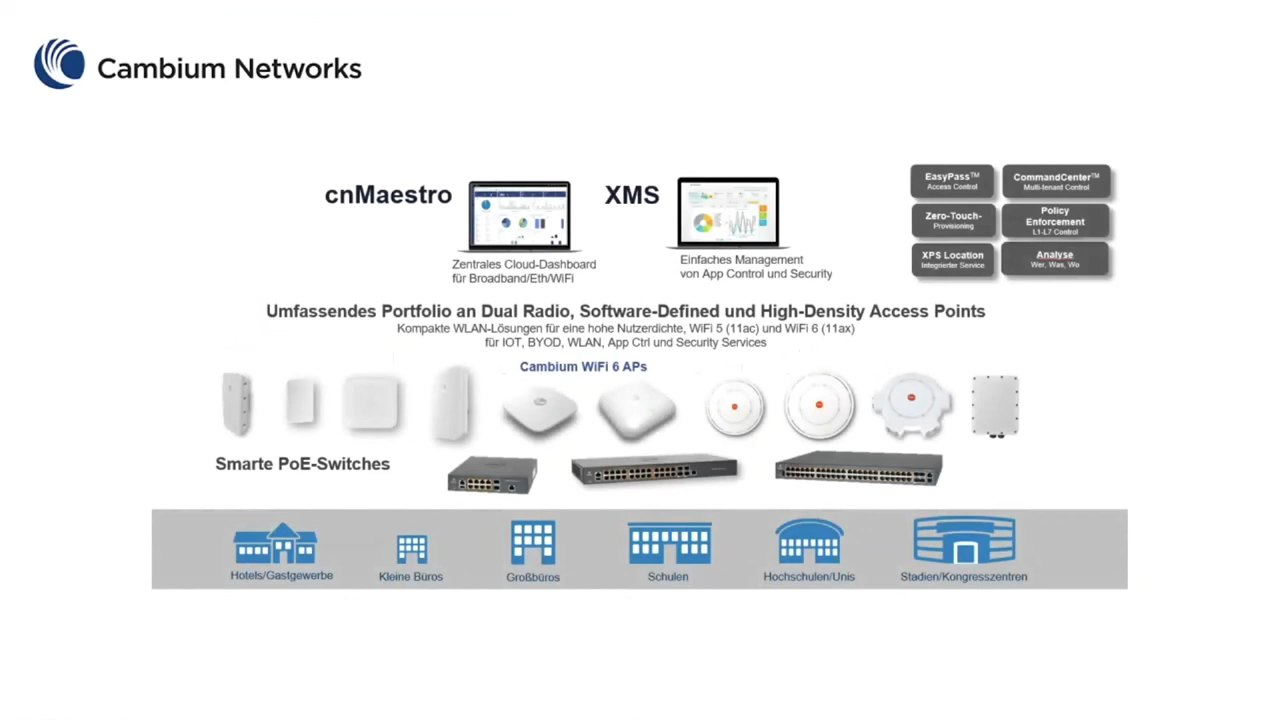 Cambium Networks
cnMaestro
Zentrales Cloud-Dashboard
für Broadband/Eth/WiFi
XMS
Einfaches Management
von App Control und Security
EasyPass™
Access Control
CommandCenter™
Multi-tenant Control
Zero-Touch-
Provisioning
Policy
Enforcement
L1-L7 Control
XPS Location
Integrierter Service
Analyse
Wer, Was, Wo
Umfassendes Portfolio an Dual Radio, Software-Defined und High-Density Access Points
Kompakte WLAN-Lösungen für eine hohe Nutzerdichte, WiFi 5 (11ac) und WiFi 6 (11ax)
für IOT, BYOD, WLAN, App Ctrl und Security Services
Cambium WiFi 6 APs
Smarte PoE-Switches
Hotels/Gastgewerbe
Kleine Büros
Großbüros
Schulen
Hochschulen/Unis
Stadien/Kongresszentren